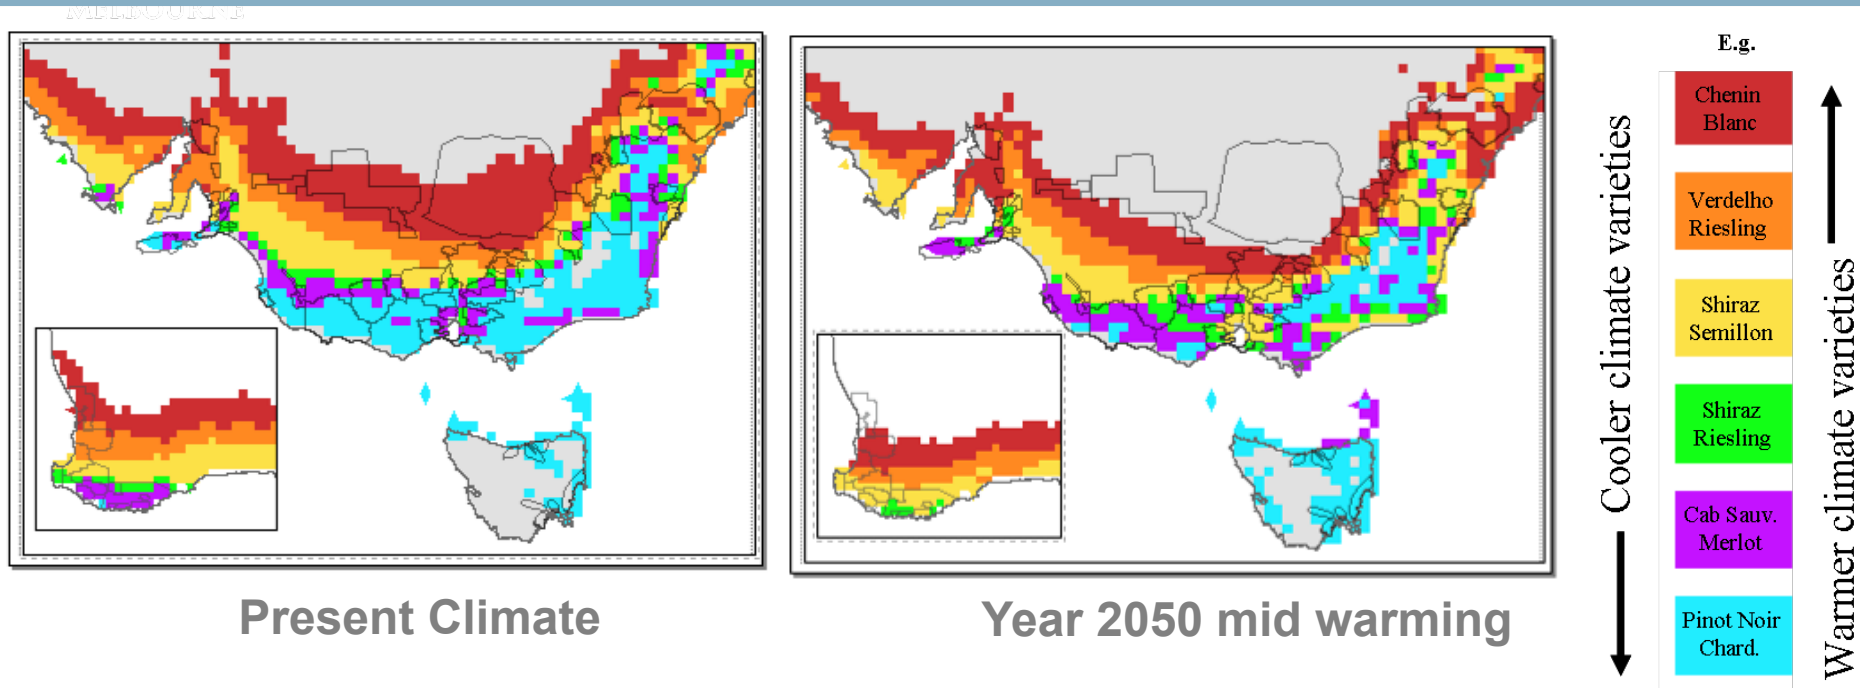 MELBOURNE
E.g.
Chenin
Blanc
Verdelho
Riesling
Shiraz
Semillon
Shiraz
Riesling
Cab Sauv.
Merlot
Pinot Noir
Chard.
Cooler climate varieties
Warmer climate varieties
Present Climate
Year 2050 mid warming